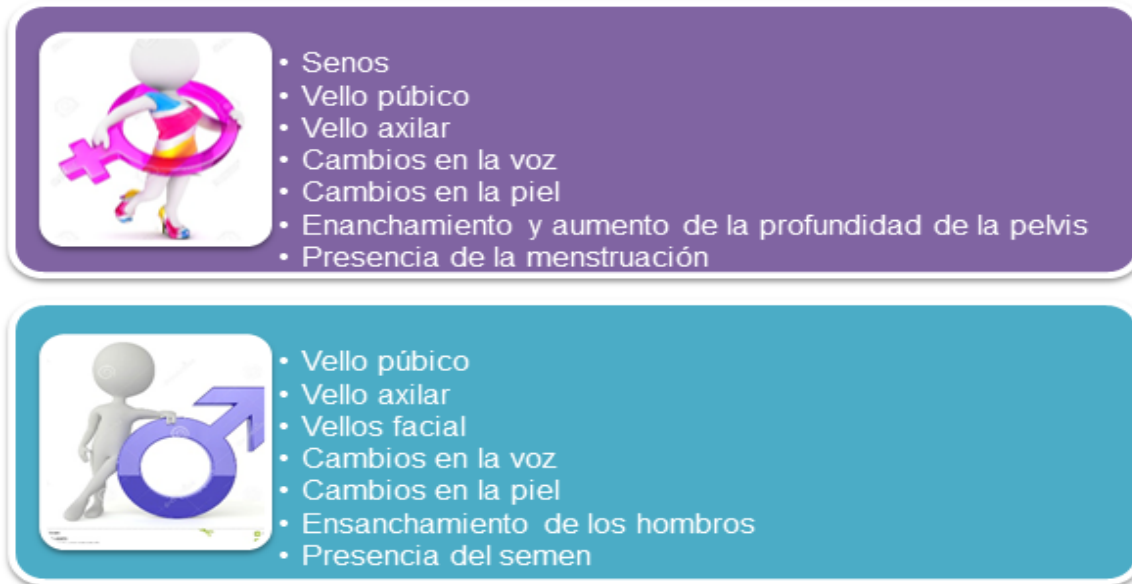 • Senos
• Vello púbico
• Vello axilar
• Cambios en la voz
• Cambios en la piel
• Enanchamiento y aumento de la profundidad de la pelvis
• Presencia de la menstruación
• Vello púbico
• Vello axilar
• Vellos facial
• Cambios en la voz
• Cambios en la piel
• Ensanchamiento de los hombros
• Presencia del semen